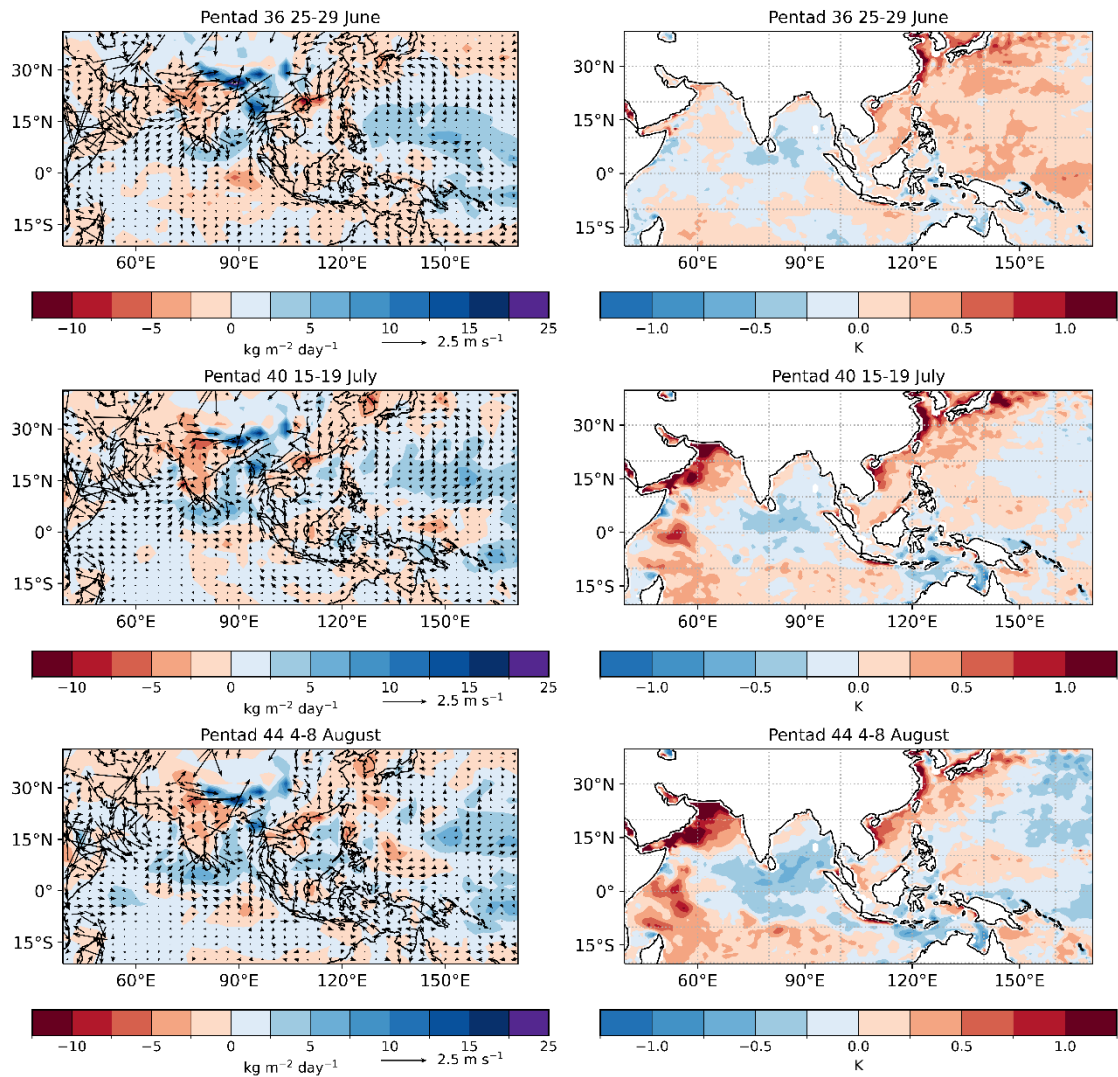 Pentad 36 25-29 June
30°N
15°N
0°
15°S
60°E 90°E 120°E 150°E
−10 −5 0 5 10 15 25
kg m⁻² day⁻¹ 2.5 m s⁻¹
Pentad 36 25-29 June
30°N
15°N
0°
15°S
60°E 90°E 120°E 150°E
−1.0 −0.5 0.0 0.5 1.0
K
Pentad 40 15-19 July
30°N
15°N
0°
15°S
60°E 90°E 120°E 150°E
−10 −5 0 5 10 15 25
kg m⁻² day⁻¹ 2.5 m s⁻¹
Pentad 40 15-19 July
30°N
15°N
0°
15°S
60°E 90°E 120°E 150°E
−1.0 −0.5 0.0 0.5 1.0
K
Pentad 44 4-8 August
30°N
15°N
0°
15°S
60°E 90°E 120°E 150°E
−10 −5 0 5 10 15 25
kg m⁻² day⁻¹ 2.5 m s⁻¹
Pentad 44 4-8 August
30°N
15°N
0°
15°S
60°E 90°E 120°E 150°E
−1.0 −0.5 0.0 0.5 1.0
K